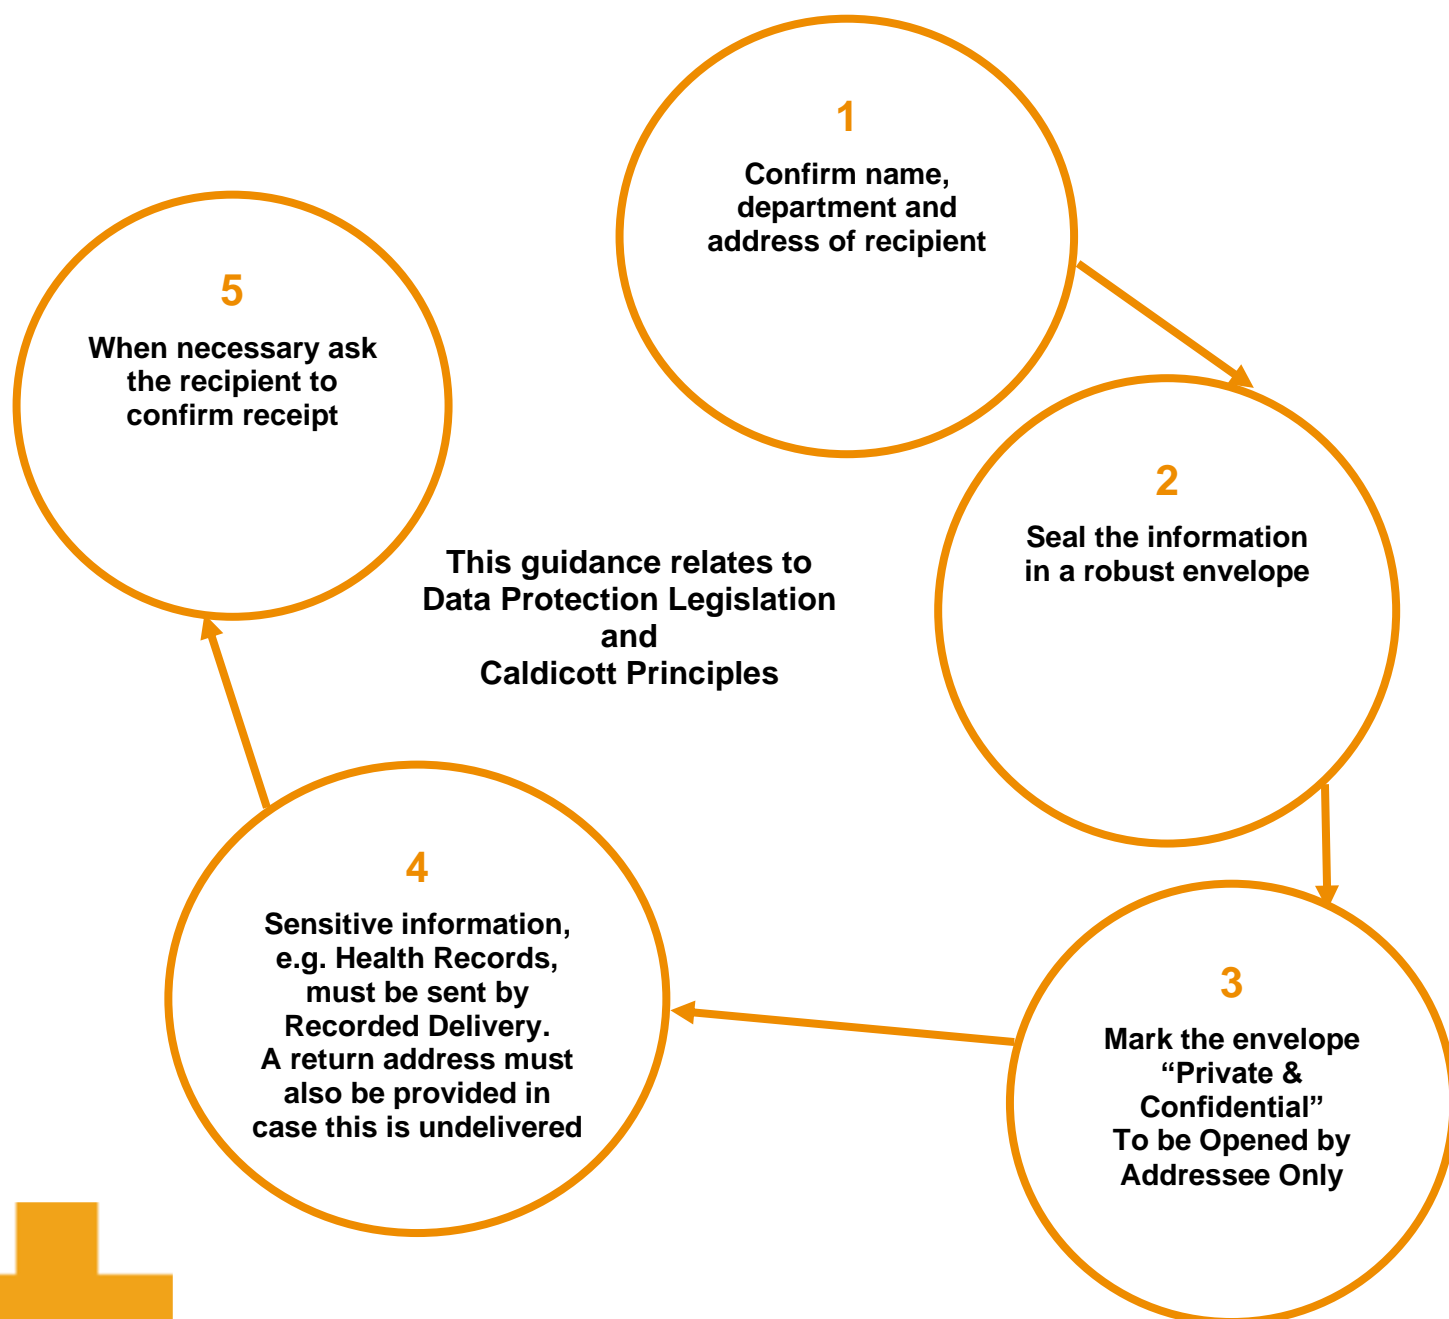 1
Confirm name,
department and
address of recipient
2
Seal the information
in a robust envelope
3
Mark the envelope
“Private &
Confidential”
To be Opened by
Addressee Only
4
Sensitive information,
e.g. Health Records,
must be sent by
Recorded Delivery.
A return address must
also be provided in
case this is undelivered
5
When necessary ask
the recipient to
confirm receipt
This guidance relates to
Data Protection Legislation
and
Caldicott Principles